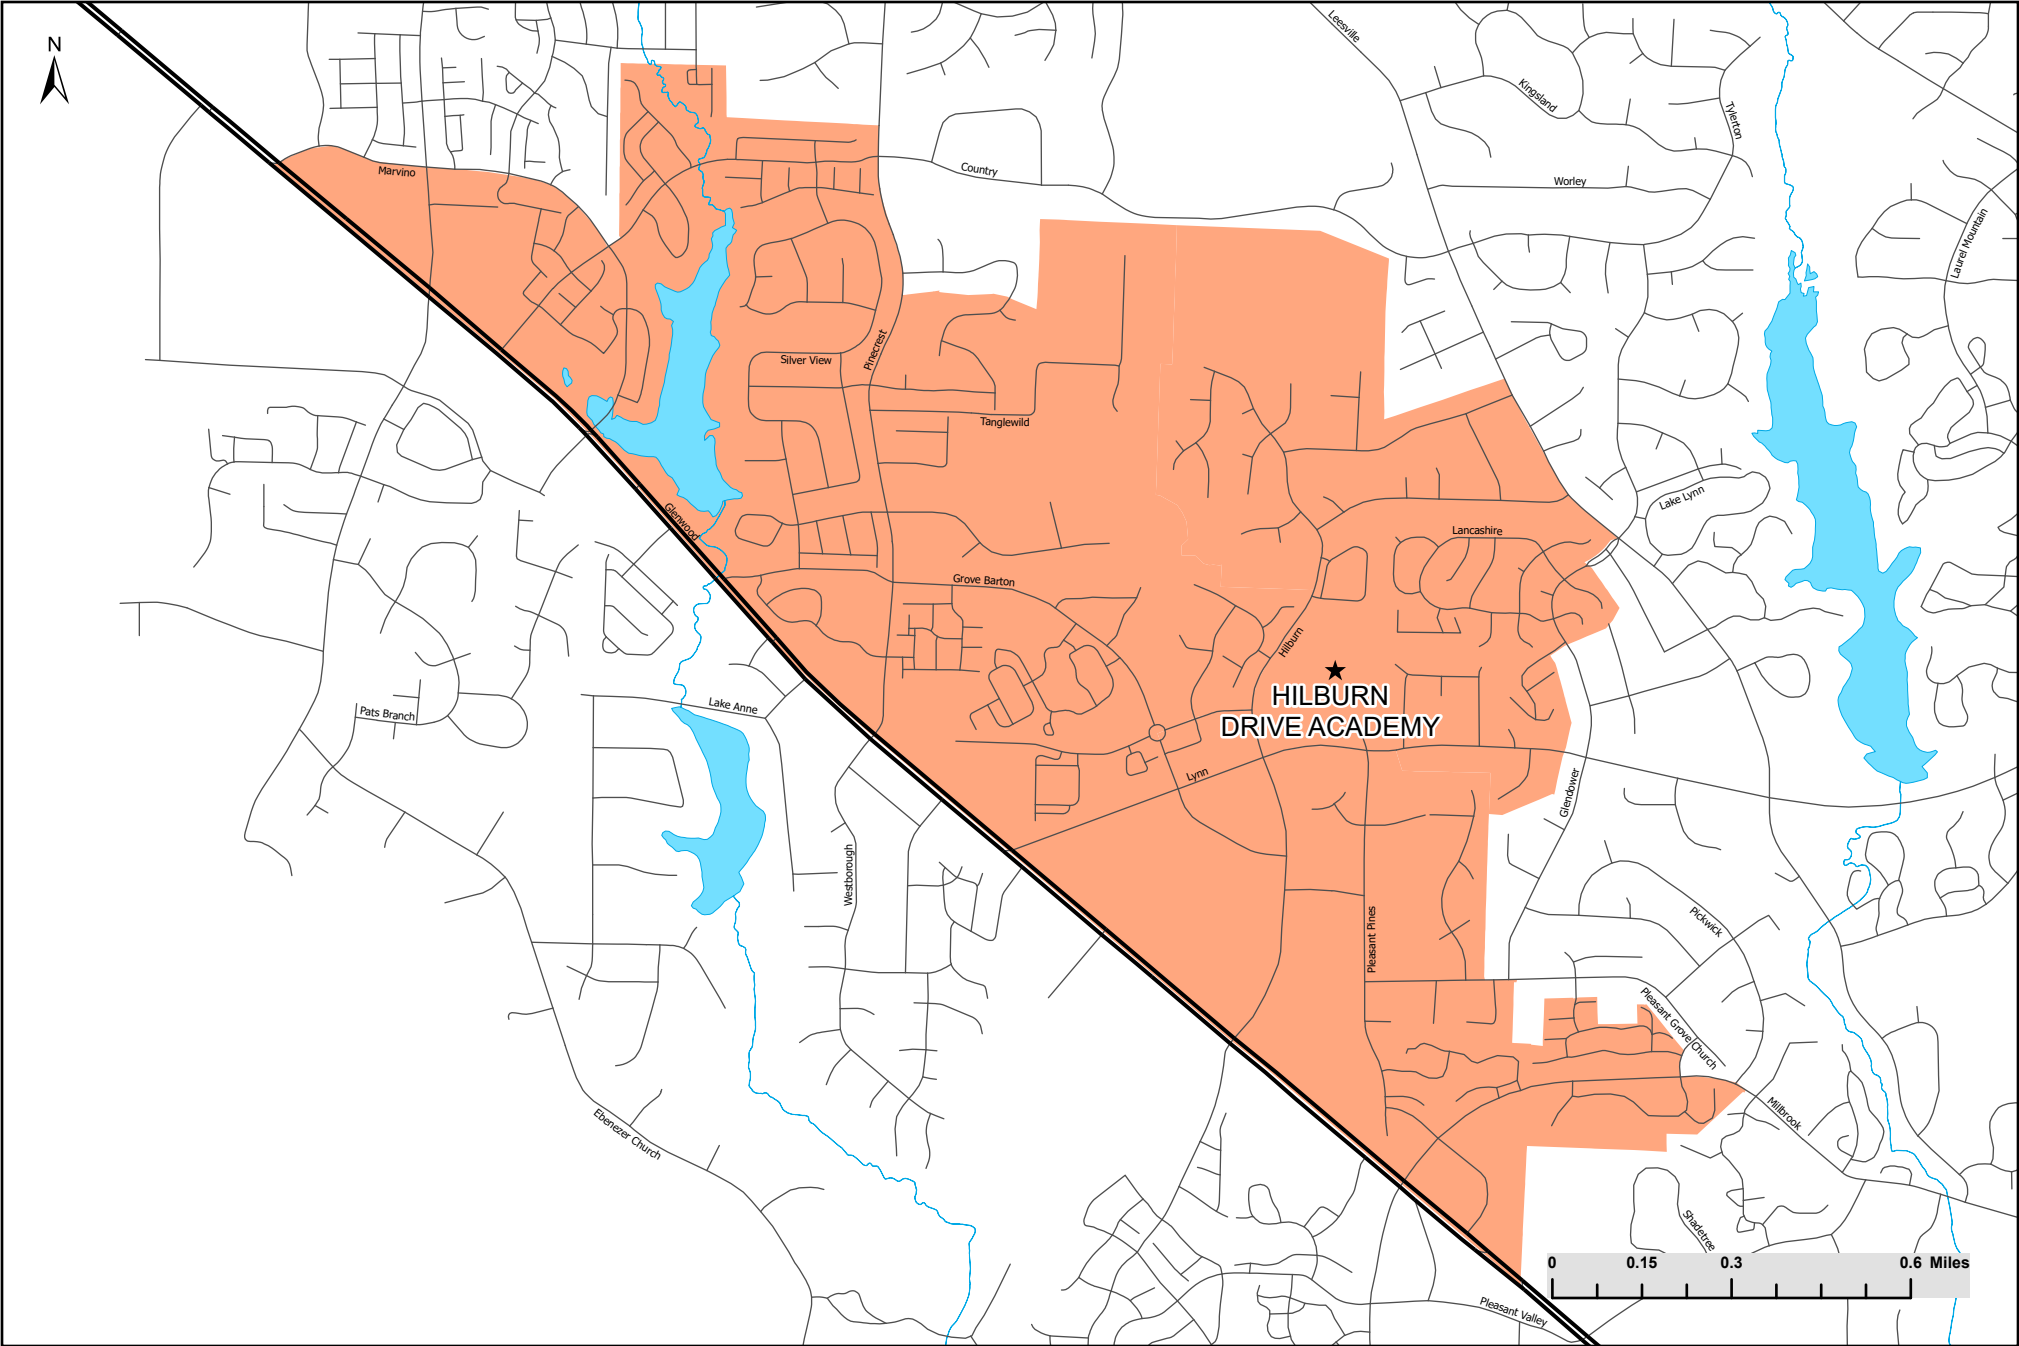 N
Leesville
Kingsland
Tylerton
Marvino
Country
Worley
Laurel Mountain
Silver View
Pinecrest
Tanglewild
Glenwood
Lake Lynn
Lancashire
Grove Barton
Hilburn
HILBURN
DRIVE ACADEMY
Pats Branch
Lake Anne
Lynn
Glendower
Westborough
Pleasant Pines
Pickwick
Pleasant Grove Church
Millbrook
Ebenezer Church
Shadetree
0 0.15 0.3 0.6 Miles
Pleasant Valley